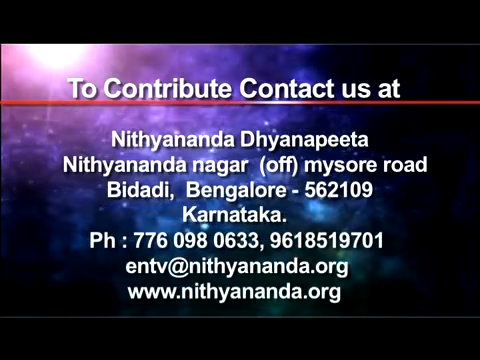 To Contribute Contact us at
Nithyananda Dhyanapeeta
Nithyananda nagar (off) mysore road
Bidadi, Bengalore - 562109
Karnataka.
Ph : 776 098 0633, 9618519701
entv@nithyananda.org
www.nithyananda.org